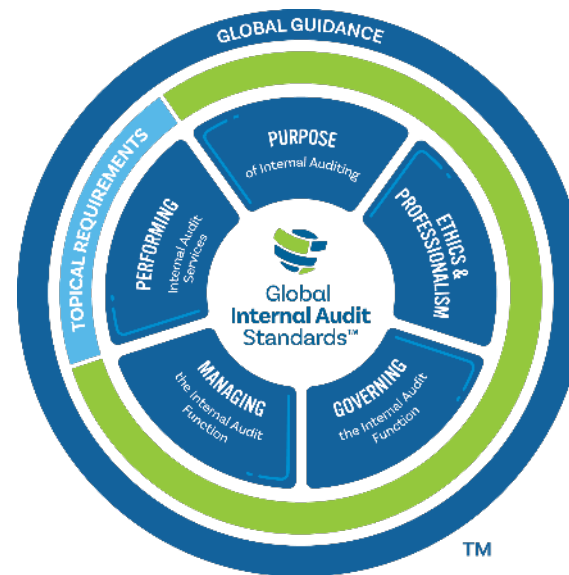 GLOBAL GUIDANCE
TOPICAL REQUIREMENTS
PURPOSE
of Internal Auditing
ETHICS &
PROFESSIONALISM
GOVERNING
the Internal Audit
Function
MANAGING
the Internal Audit
Function
PERFORMING
Internal Audit
Services
Global
Internal Audit
Standards™
TM